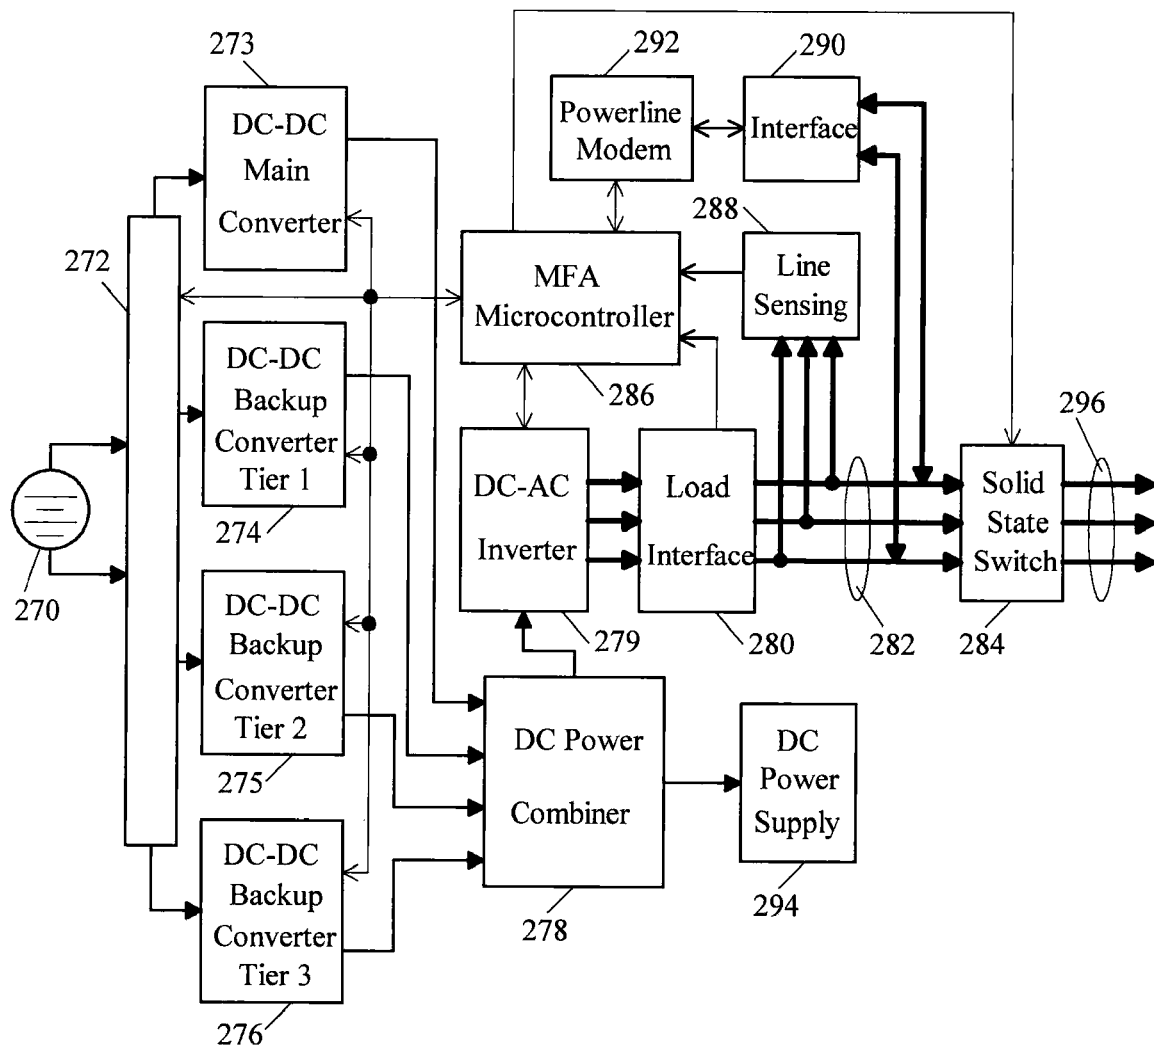 273
DC-DC
Main
Converter
272
DC-DC
Backup
Converter
Tier 1
274
270
DC-DC
Backup
Converter
Tier 2
275
DC-DC
Backup
Converter
Tier 3
276
292
Powerline
Modem
290
Interface
288
Line
Sensing
MFA
Microcontroller
286
DC-AC
Inverter
279
Load
Interface
280
282
Solid
State
Switch
284
296
DC Power
Combiner
278
DC
Power
Supply
294